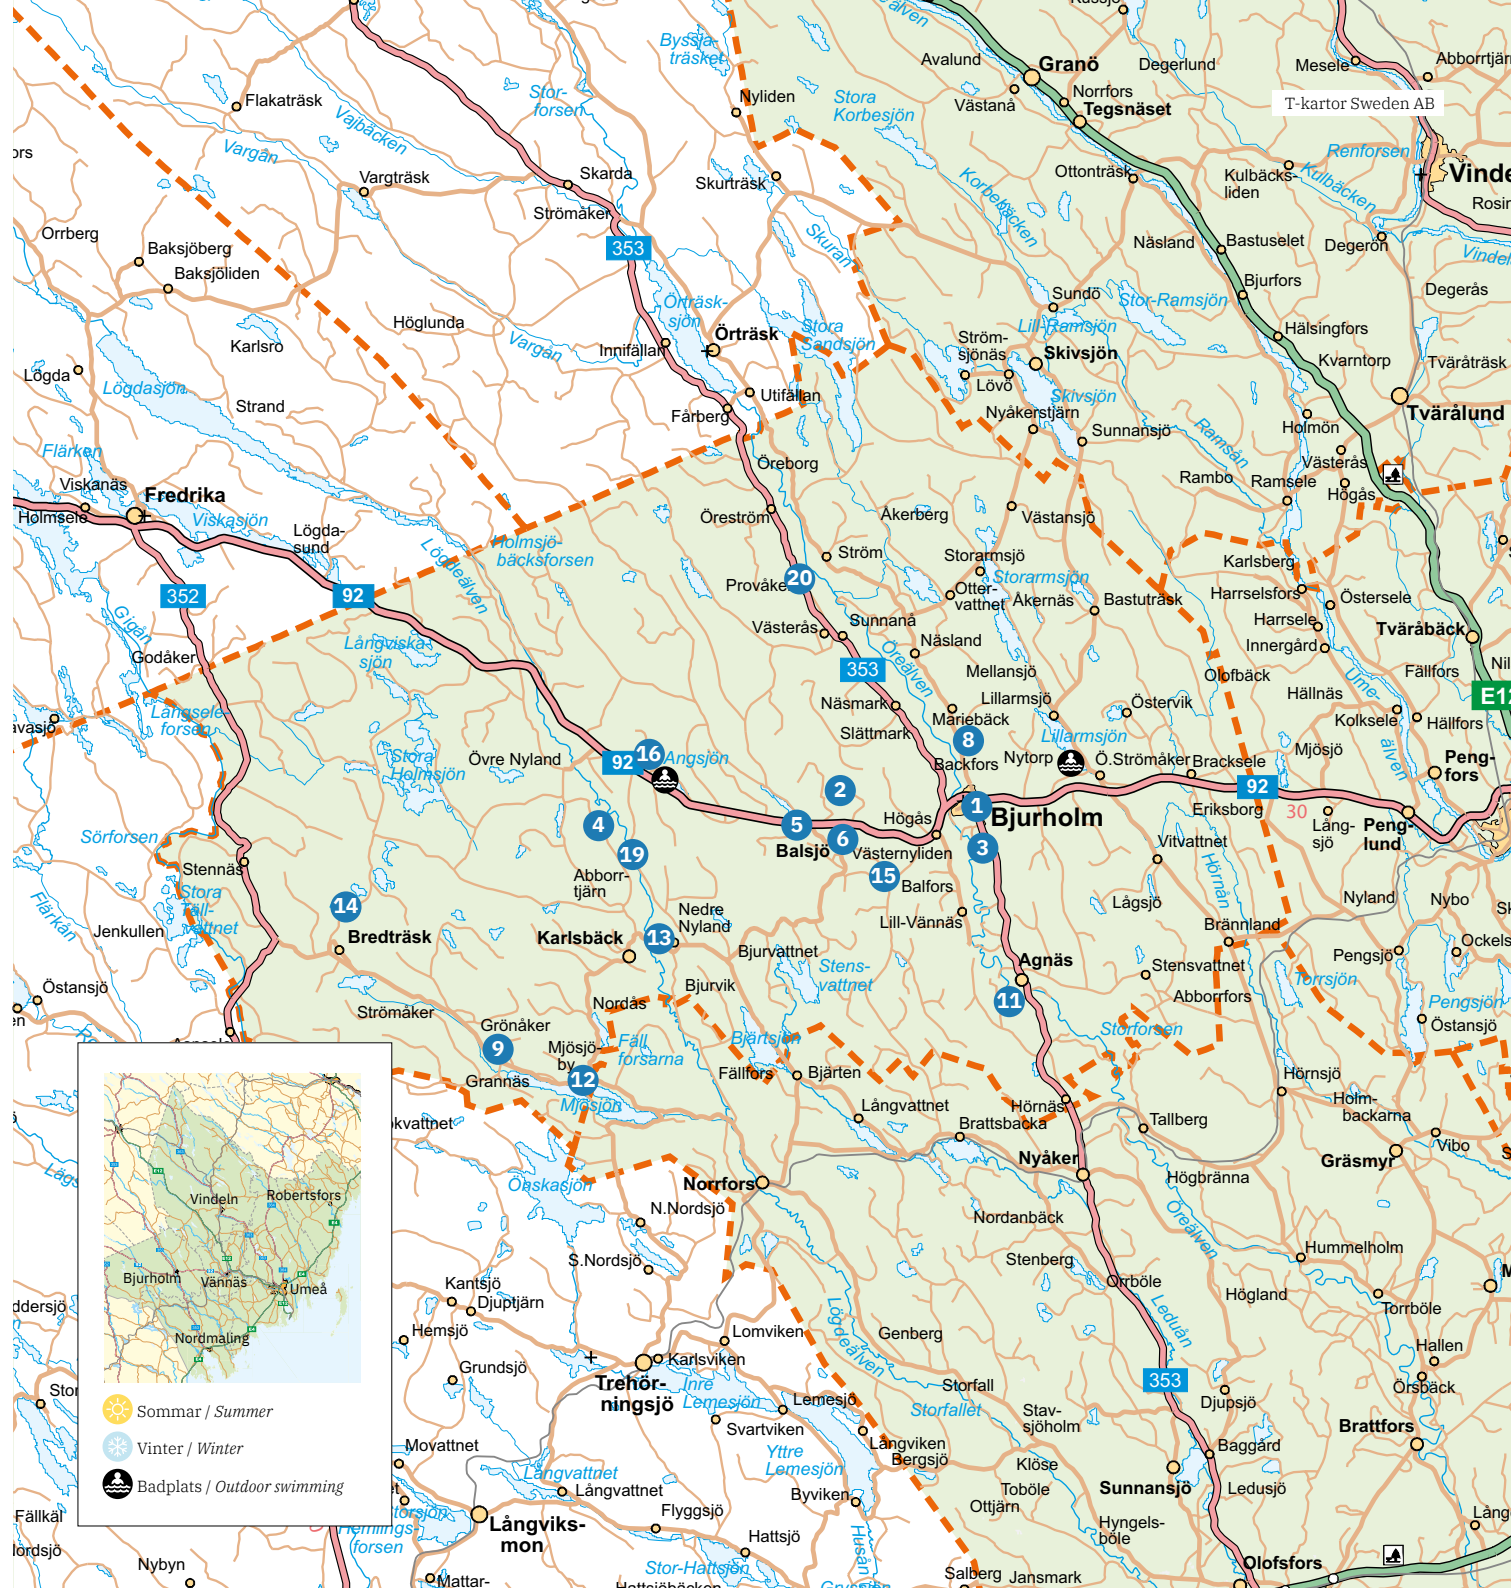 Byssja-
träsket
Avalund
Granö
Degerlund
Mesele
Västanå
Norrfors
Tegsnäset
T-kartor Sweden AB
Flakaträsk
Stor-
forsen
Nyliden
Stora
Korbesjön
Vajbäcken
Vargån
Renforsen
Vargträsk
Skarda
Skurträsk
Korbebäcken
Ottonträsk
Kulbäcks-
liden
Kulbäcken
Strömåker
Orrberg
Baksjöberg
Baksjöliden
353
Skuran
Näsland
Bastuselet
Degerön
Bjurfors
Degerås
Örträsk-
sjön
Sundö
Stor-Ramsjön
Lill-Ramsjön
Höglunda
Vargån
Karlsro
Innifällan
Örträsk
Stora
Sandsjön
Ström-
sjönäs
Skivsjön
Hälsingfors
Kvarntorp
Tväråträsk
Lögda
Lögdasjön
Lövö
Skivsjön
Utifällan
Strand
Fårberg
Nyåkerstjärn
Sunnansjö
Ramsån
Holmön
Tvärålund
Flärken
Viskanäs
Fredrika
Holmsele
Viskasjön
Lögda-
sund
Öreborg
Västerås
Rambo
Ramsele
Högås
Öreström
Åkerberg
Västansjö
Lögdeälven
Holmsjö-
bäcksforsen
Ström
Storarmsjö
Storarmsjön
Karlsberg
352
92
20
Otter-
vattnet
Åkernäs
Bastuträsk
Harrselsfors
Östersele
Gigån
Västerås
Sunnanå
Harrsele
Tväråbäck
Godåker
Långviska-
sjön
Näsland
Innergård
353
Öreälven
Mellansjö
Olofbäck
Fällfors
Ume-
älven
E12
Långsele-
forsen
Näsmark
Lillarmsjö
Östervik
Hällnäs
Slättmark
Mariebäck
Kolksele
Hällfors
8
Lillarmsjön
Stora
Holmsjön
Övre Nyland
92
16
Angsjön
Backfors
Nytorp
Ö.Strömåker
Bracksele
Mjösjö
Peng-
fors
2
92
Sörforsen
4
5
6
Högås
1
Bjurholm
Eriksborg
30
Lång-
sjö
Peng-
lund
Balsjö
19
3
Västernyliden
Stennäs
Vitvattnet
15
Balfors
Hörnån
Abborr-
tjärn
Stora
Täll-
vattnet
14
Nyland
Nybo
Flärkån
Jenkullen
Bredträsk
Karlsbäck
13
Nedre
Nyland
Lill-Vännäs
Lågsjö
Brännland
Bjurvattnet
Stens-
vattnet
Agnäs
Stensvattnet
Pengsjö
Torrsjön
Östansjö
Bjurvik
11
Abborrfors
Pengsjön
Strömåker
Nordås
Östansjö
Grönåker
9
Mjösjö-
by
Fäll
forsarna
Bjärtsjön
Storforsen
Grannäs
12
Fällfors
Bjärten
Hörnsjö
Mjösjön
Långvattnet
Hörnäs
Holm-
backarna
Brattsbacka
Tallberg
Vibo
Nyåker
Högbränna
Gräsmyr
Vindeln
Robertsfors
Önskasjön
Norrfors
N.Nordsjö
Nordanbäck
Öreälven
Hummelholm
S.Nordsjö
Stenberg
Bjurholm
Vännäs
Umeå
Orrböle
Kantsjö
Djuptjärn
Högland
Torrböle
Nordmaling
Hemsjö
Lomviken
Lögdeälven
Genberg
Leduån
Hallen
Karlsviken
Grundsjö
Trehör-
ningsjö
Inre
Lemesjön
353
Örsbäck
Storfall
Djupsjö
Lemesjö
Storfallet
Stav-
sjöholm
Sommar / Summer
Svartviken
Brattfors
Vinter / Winter
Movattnet
Yttre
Lemesjön
Långviken
Bergsjö
Baggård
Klöse
Badplats / Outdoor swimming
Långvattnet
Långvattnet
Byviken
Toböle
Ottjärn
Sunnansjö
Ledusjö
Flyggsjö
Fällkäl
Hemlings-
forsen
Långviks-
mon
Hattsjö
Husån
Hyngels-
böle
Nybyn
Stor-Hattsjön
Salberg
Jansmark
Olofsfors
Mattar-